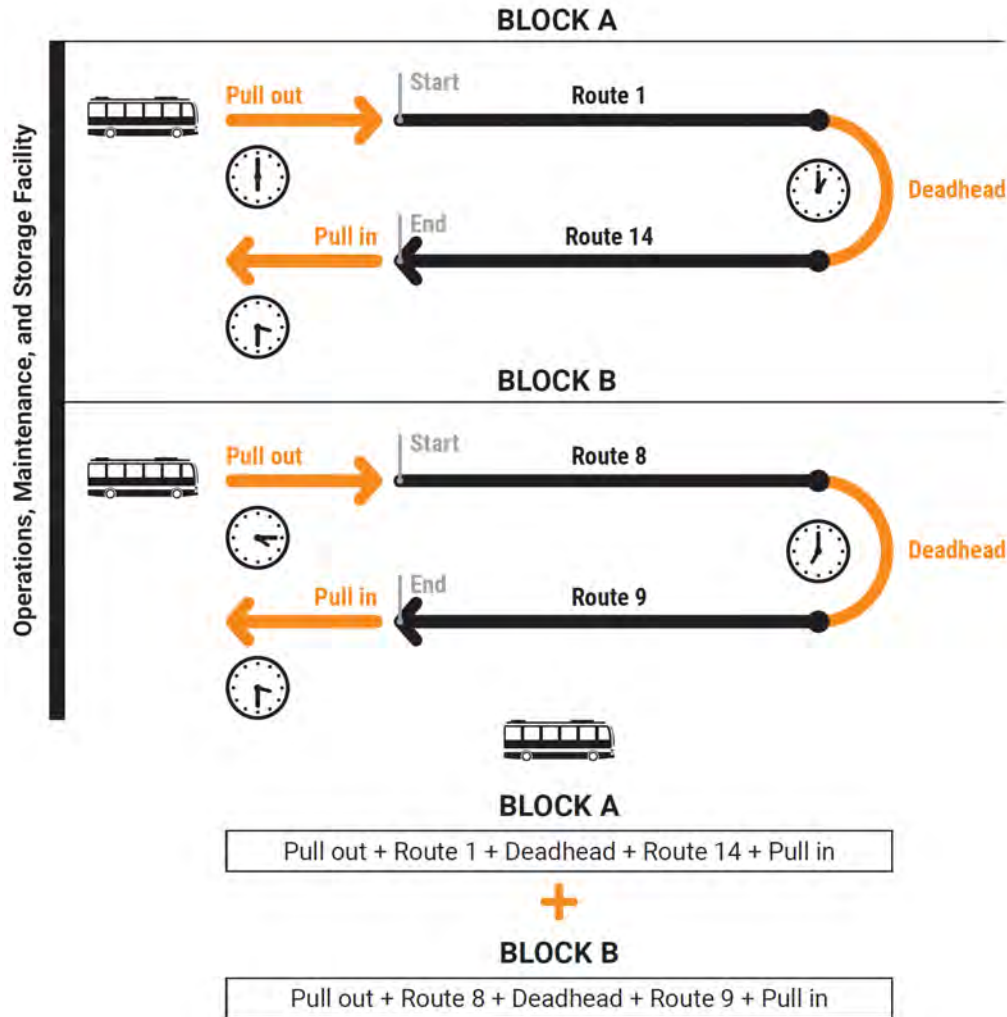 BLOCK A
Operations, Maintenance, and Storage Facility
Pull out
Start
Route 1
Deadhead
End
Pull in
Route 14
BLOCK B
Pull out
Start
Route 8
Deadhead
End
Pull in
Route 9
BLOCK A
Pull out + Route 1 + Deadhead + Route 14 + Pull in
+
BLOCK B
Pull out + Route 8 + Deadhead + Route 9 + Pull in